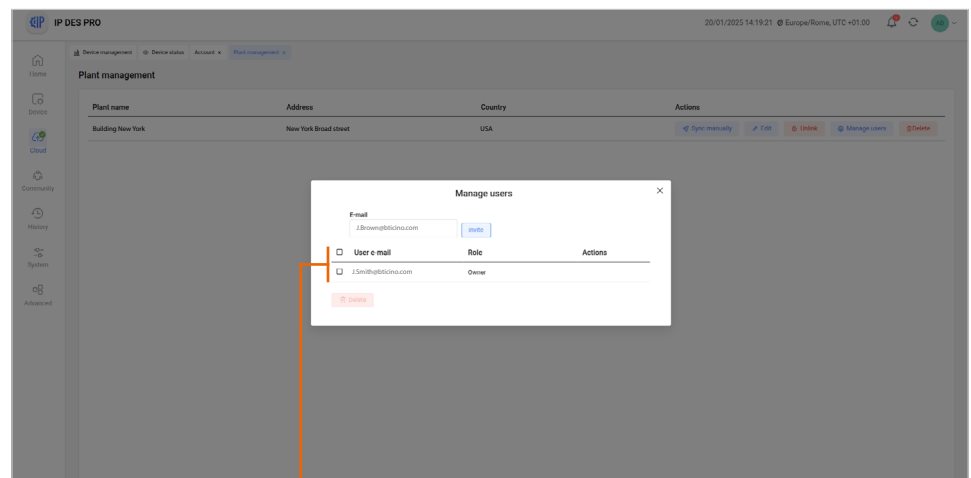 IP DES PRO
20/01/2025 14:19:21 @ Europe/Rome, UTC +01:00
AD
Device management Device status Account × Plant management ×
Home
Plant management
Device
Plant name Address Country Actions
Building New York New York Broad street USA Sync manually Edit Unlink Manage users Delete
Cloud
Community
History
System
Advanced
Manage users
E-mail
J.Brown@bticino.com Invite
User e-mail Role Actions
J.Smith@bticino.com Owner
Delete